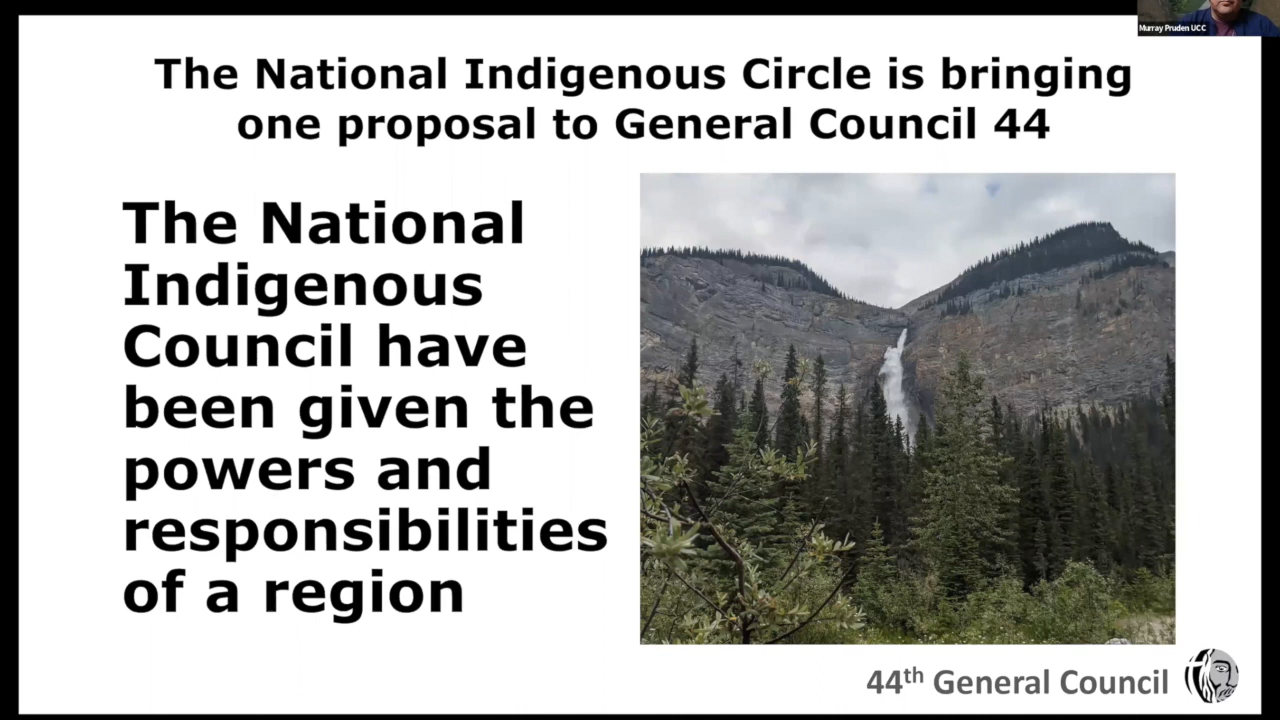 Murray Pruden UCC
The National Indigenous Circle is bringing
one proposal to General Council 44
The National
Indigenous
Council have
been given the
powers and
responsibilities
of a region
44th General Council